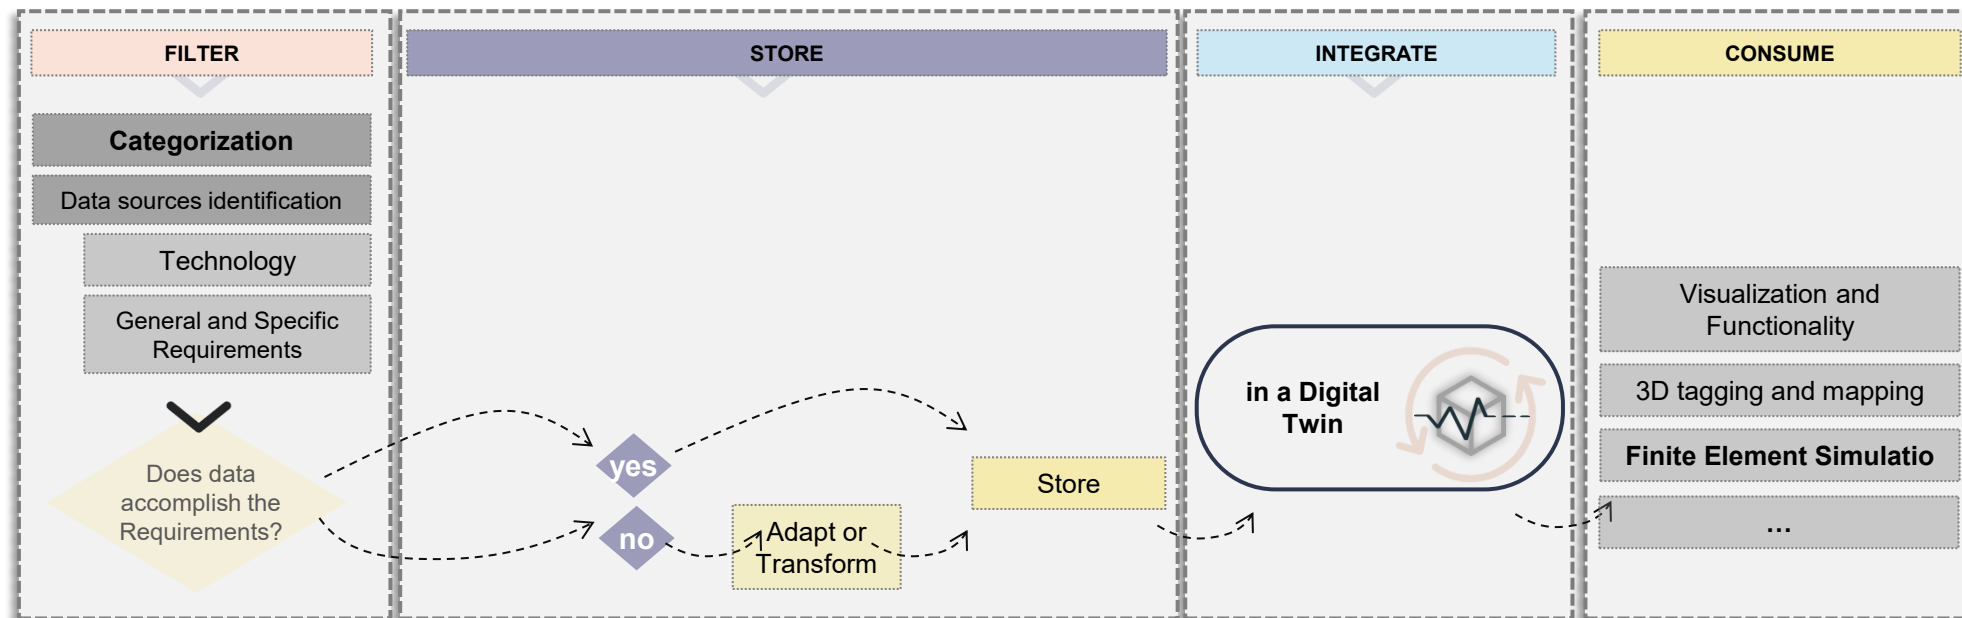 FILTER
STORE
INTEGRATE
CONSUME
Categorization
Data sources identification
Technology
General and Specific
Requirements
Does data
accomplish the
Requirements?
yes
no
Adapt or
Transform
Store
in a Digital
Twin
Visualization and
Functionality
3D tagging and mapping
Finite Element Simulatio
...